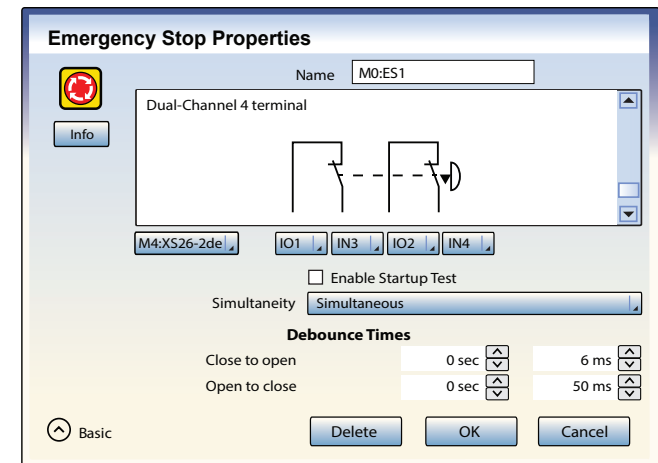 Emergency Stop Properties
Name M0:ES1
Dual-Channel 4 terminal
Info
M4:XS26-2de IO1 IN3 IO2 IN4
Enable Startup Test
Simultaneity Simultaneous
Debounce Times
Close to open 0 sec 6 ms
Open to close 0 sec 50 ms
Basic Delete OK Cancel